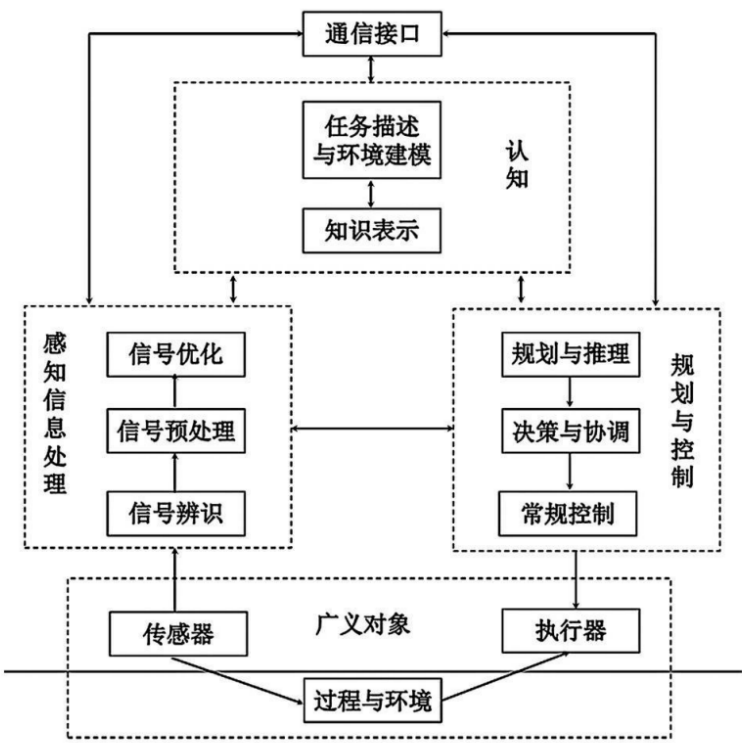 通信接口
任务描述
与环境建模
认知
知识表示
感知信息处理
信号优化
信号预处理
信号辨识
规划与推理
决策与协调
常规控制
规划与控制
传感器
广义对象
执行器
过程与环境